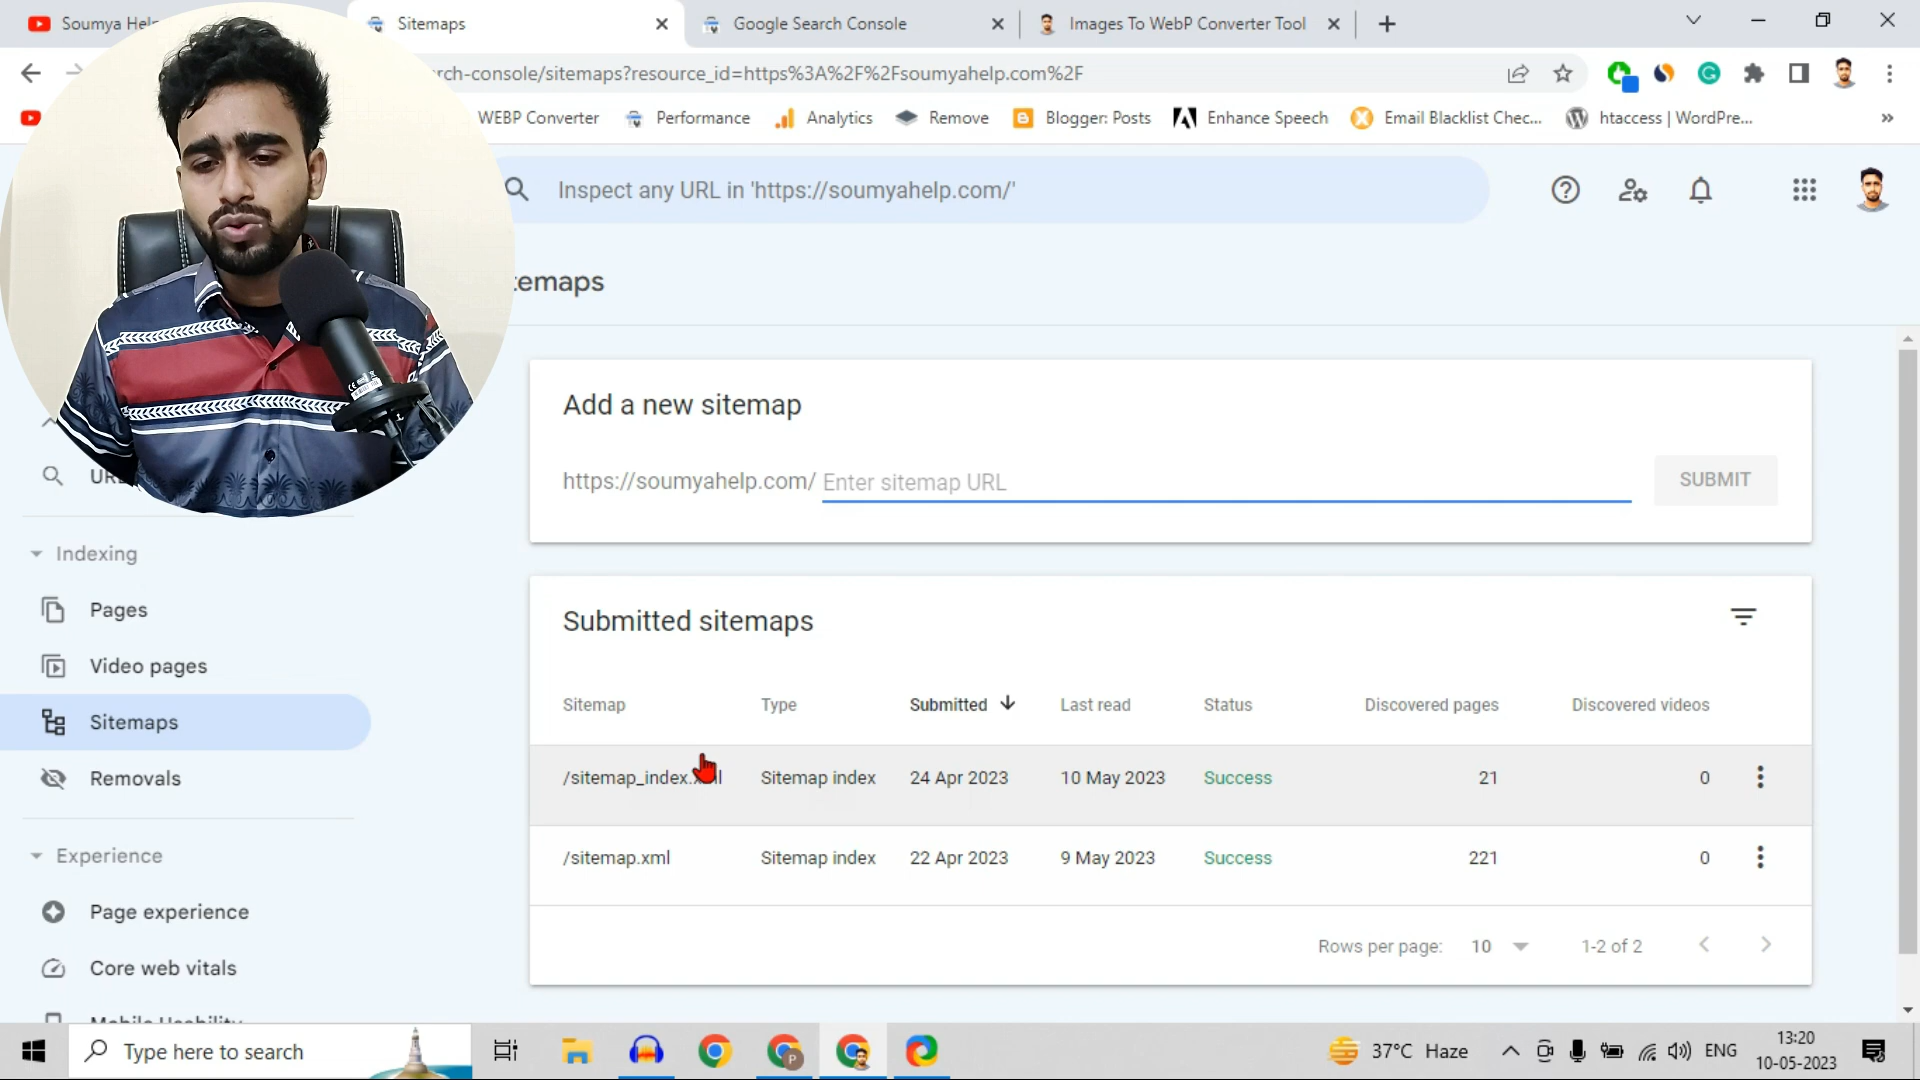 Soumya Help
Sitemaps
Google Search Console
Images To WebP Converter Tool
rch-console/sitemaps?resource_id=https%3A%2F%2Fsoumyahelp.com%2F
WEBP Converter
Performance
Analytics
Remove
Blogger: Posts
Enhance Speech
Email Blacklist Chec...
htaccess | WordPre...
Inspect any URL in 'https://soumyahelp.com/'
temaps
Add a new sitemap
https://soumyahelp.com/ Enter sitemap URL
SUBMIT
UR
Indexing
Pages
Video pages
Sitemaps
Removals
Experience
Page experience
Core web vitals
Mobile Usability
Submitted sitemaps
Sitemap Type Submitted Last read Status Discovered pages Discovered videos
/sitemap_index.xml Sitemap index 24 Apr 2023 10 May 2023 Success 21 0
/sitemap.xml Sitemap index 22 Apr 2023 9 May 2023 Success 221 0
Rows per page: 10 1-2 of 2
Type here to search
P
37°C Haze
ENG
13:20
10-05-2023